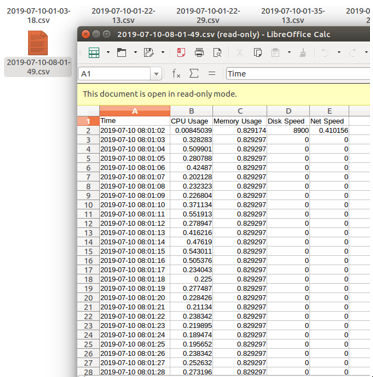 2019-07-10-01-03-18.csv
2019-07-10-01-22-13.csv
2019-07-10-01-22-29.csv
2019-07-10-01-35-13.csv
2019-07-10-08-01-49.csv
2019-07-10-08-01-49.csv (read-only) - LibreOffice Calc
A1 Time
This document is open in read-only mode.
A B C D E
1 Time CPU Usage Memory Usage Disk Speed Net Speed
2 2019-07-10 08:01:02 0.00845039 0.829174 8900 0.410156
3 2019-07-10 08:01:03 0.328283 0.829297 0 0
4 2019-07-10 08:01:04 0.509901 0.829297 0 0
5 2019-07-10 08:01:05 0.280788 0.829297 0 0
6 2019-07-10 08:01:06 0.42487 0.829297 0 0
7 2019-07-10 08:01:07 0.202128 0.829297 0 0
8 2019-07-10 08:01:08 0.232323 0.829297 0 0
9 2019-07-10 08:01:09 0.226804 0.829297 0 0
10 2019-07-10 08:01:10 0.371134 0.829297 0 0
11 2019-07-10 08:01:11 0.551913 0.829297 0 0
12 2019-07-10 08:01:12 0.278947 0.829297 0 0
13 2019-07-10 08:01:13 0.416216 0.829297 0 0
14 2019-07-10 08:01:14 0.47619 0.829297 0 0
15 2019-07-10 08:01:15 0.543011 0.829297 0 0
16 2019-07-10 08:01:16 0.505376 0.829297 0 0
17 2019-07-10 08:01:17 0.234043 0.829297 0 0
18 2019-07-10 08:01:18 0.225 0.829297 0 0
19 2019-07-10 08:01:19 0.277487 0.829297 0 0
20 2019-07-10 08:01:20 0.228426 0.829297 0 0
21 2019-07-10 08:01:21 0.21134 0.829297 0 0
22 2019-07-10 08:01:22 0.238342 0.829297 0 0
23 2019-07-10 08:01:23 0.219895 0.829297 0 0
24 2019-07-10 08:01:24 0.189474 0.829297 0 0
25 2019-07-10 08:01:25 0.195652 0.829297 0 0
26 2019-07-10 08:01:26 0.238342 0.829297 0 0
27 2019-07-10 08:01:27 0.252632 0.829297 0 0
28 2019-07-10 08:01:28 0.273196 0.829297 0 0